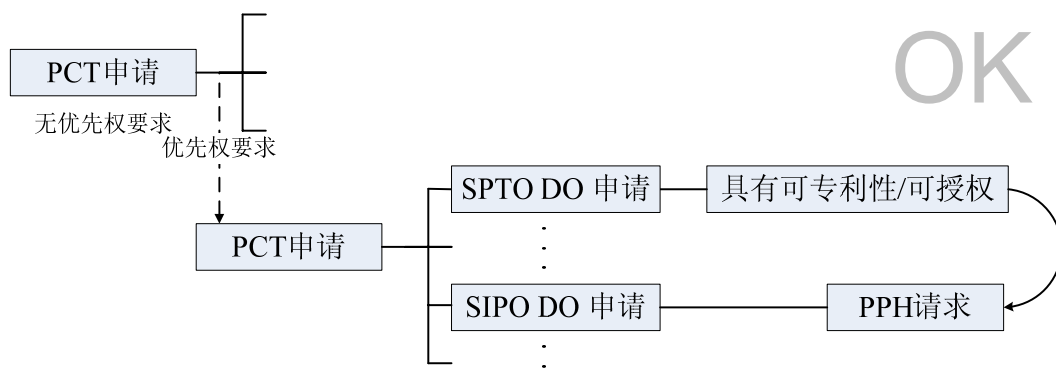 OK
PCT申请
无优先权要求
优先权要求
SPTO DO 申请
具有可专利性/可授权
PCT申请
SIPO DO 申请
PPH请求